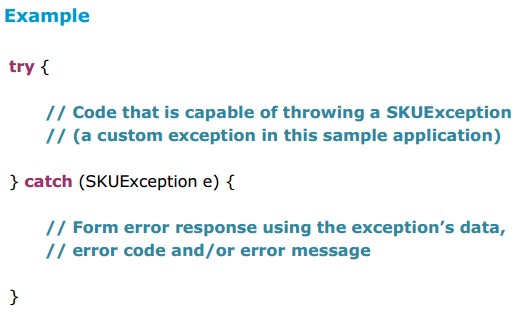 Example
try {
// Code that is capable of throwing a SKUException
// (a custom exception in this sample application)
} catch (SKUException e) {
// Form error response using the exception’s data,
// error code and/or error message
}